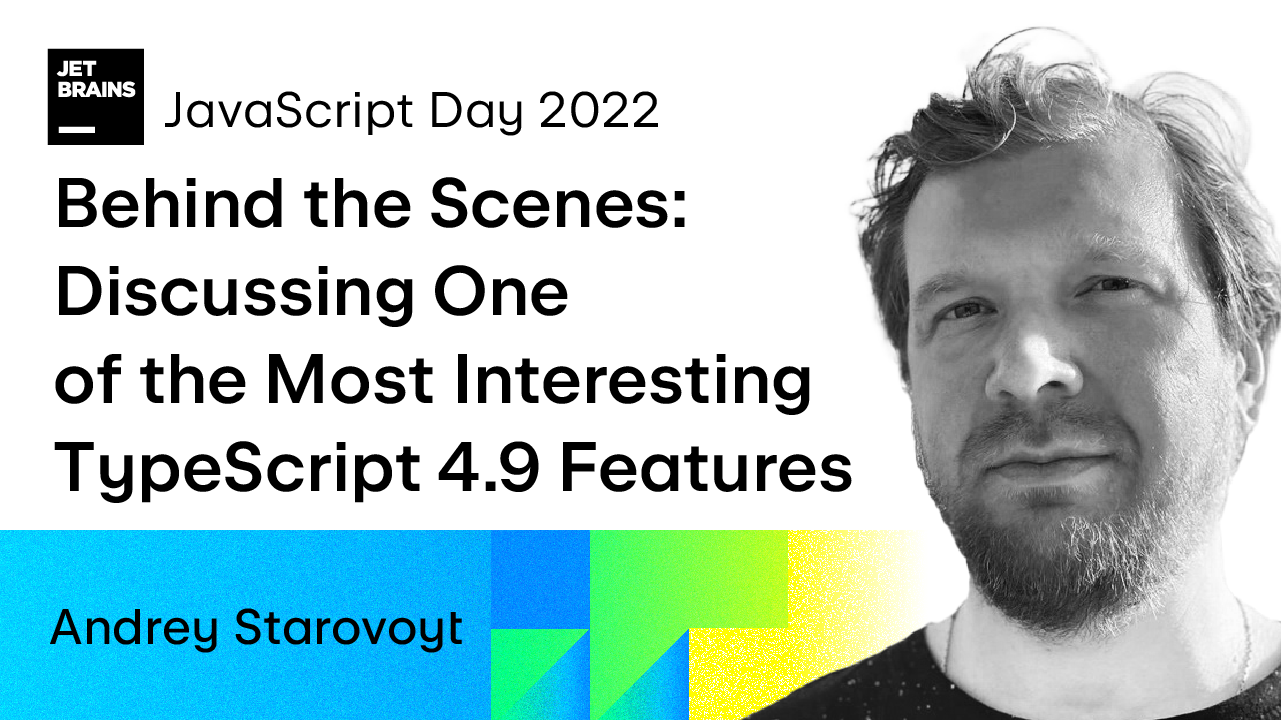 JET
BRAINS
JavaScript Day 2022
Behind the Scenes:
Discussing One
of the Most Interesting
TypeScript 4.9 Features
Andrey Starovoyt